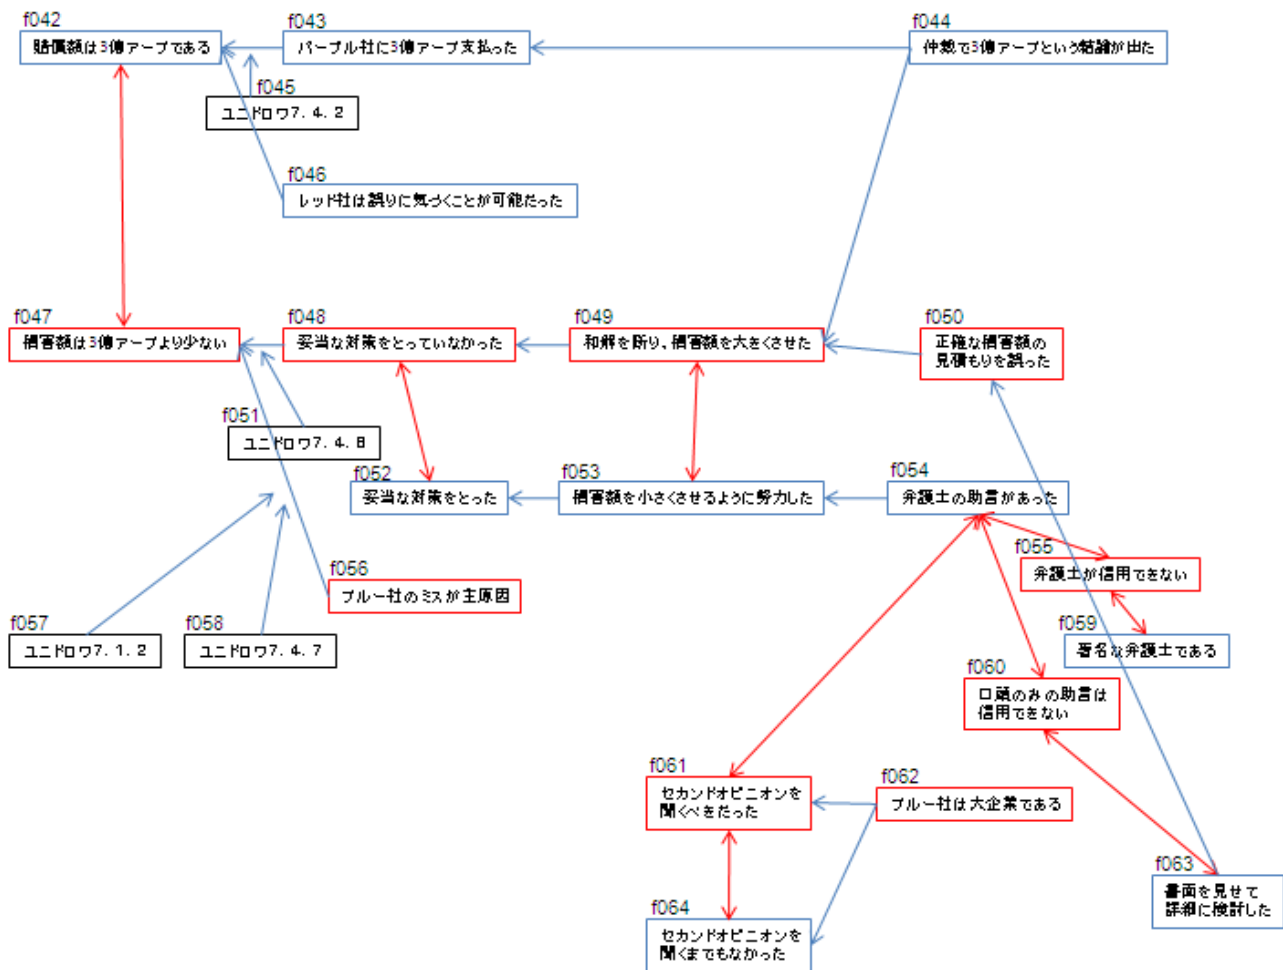 f042
賠償額は3億アープである
f043
パープル社に3億アープ支払った
f044
仲裁で3億アープという結論が出た
f045
ユニドロワ7.4.2
f046
レッド社は誤りに気づくことが可能だった
f047
損害額は3億アープより少ない
f048
妥当な対策をとっていなかった
f049
和解を断り、損害額を大きくさせた
f050
正確な損害額の
見積もりを誤った
f051
ユニドロワ7.4.8
f052
妥当な対策をとった
f053
損害額を小さくさせるように努力した
f054
弁護士の助言があった
f055
弁護士が信用できない
f056
ブルー社のミスが主原因
f057
ユニドロワ7.1.2
f058
ユニドロワ7.4.7
f059
著名な弁護士である
f060
口頭のみの助言は
信用できない
f061
セカンドオピニオンを
聞くべきだった
f062
ブルー社は大企業である
f063
書面を見せて
詳細に検討した
f064
セカンドオピニオンを
聞くまでもなかった